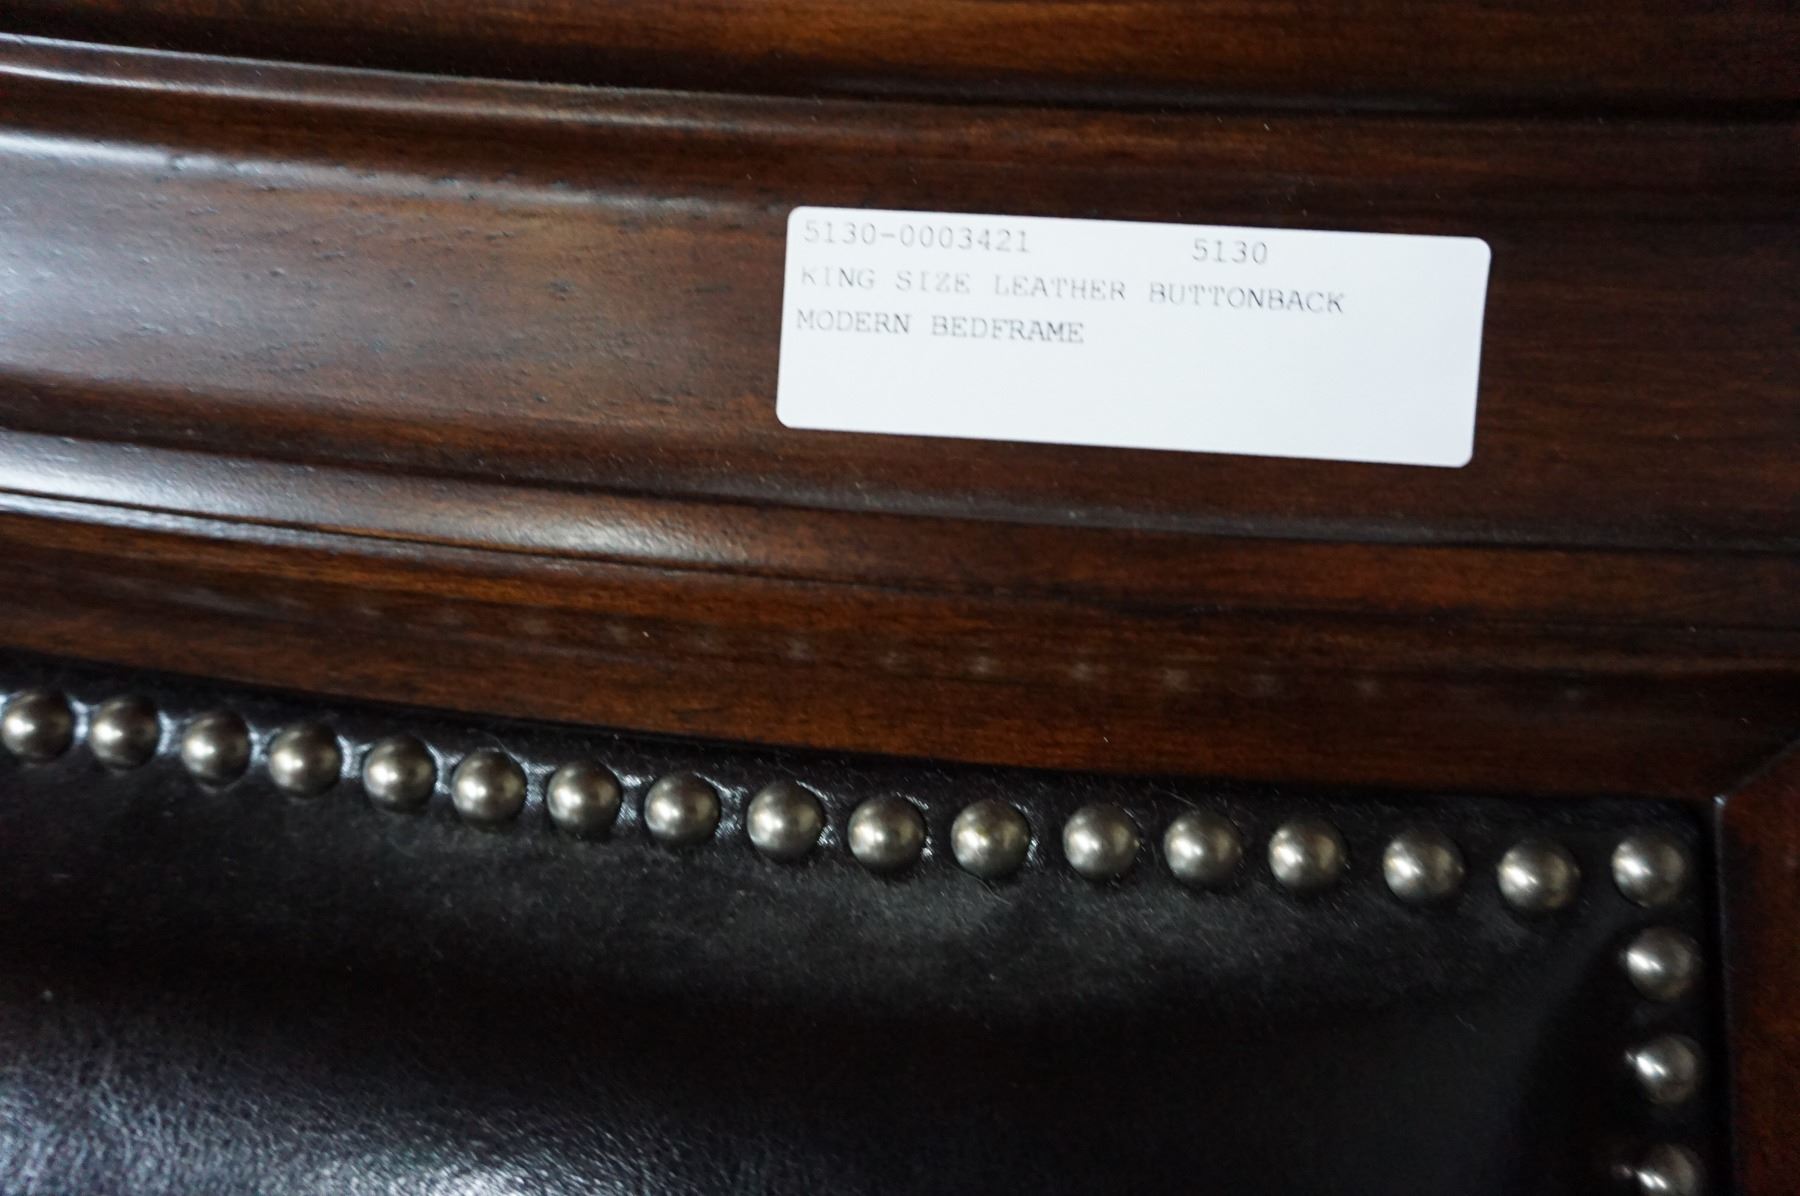 5130-0003421 5130
KING SIZE LEATHER BUTTONBACK
MODERN BEDFRAME